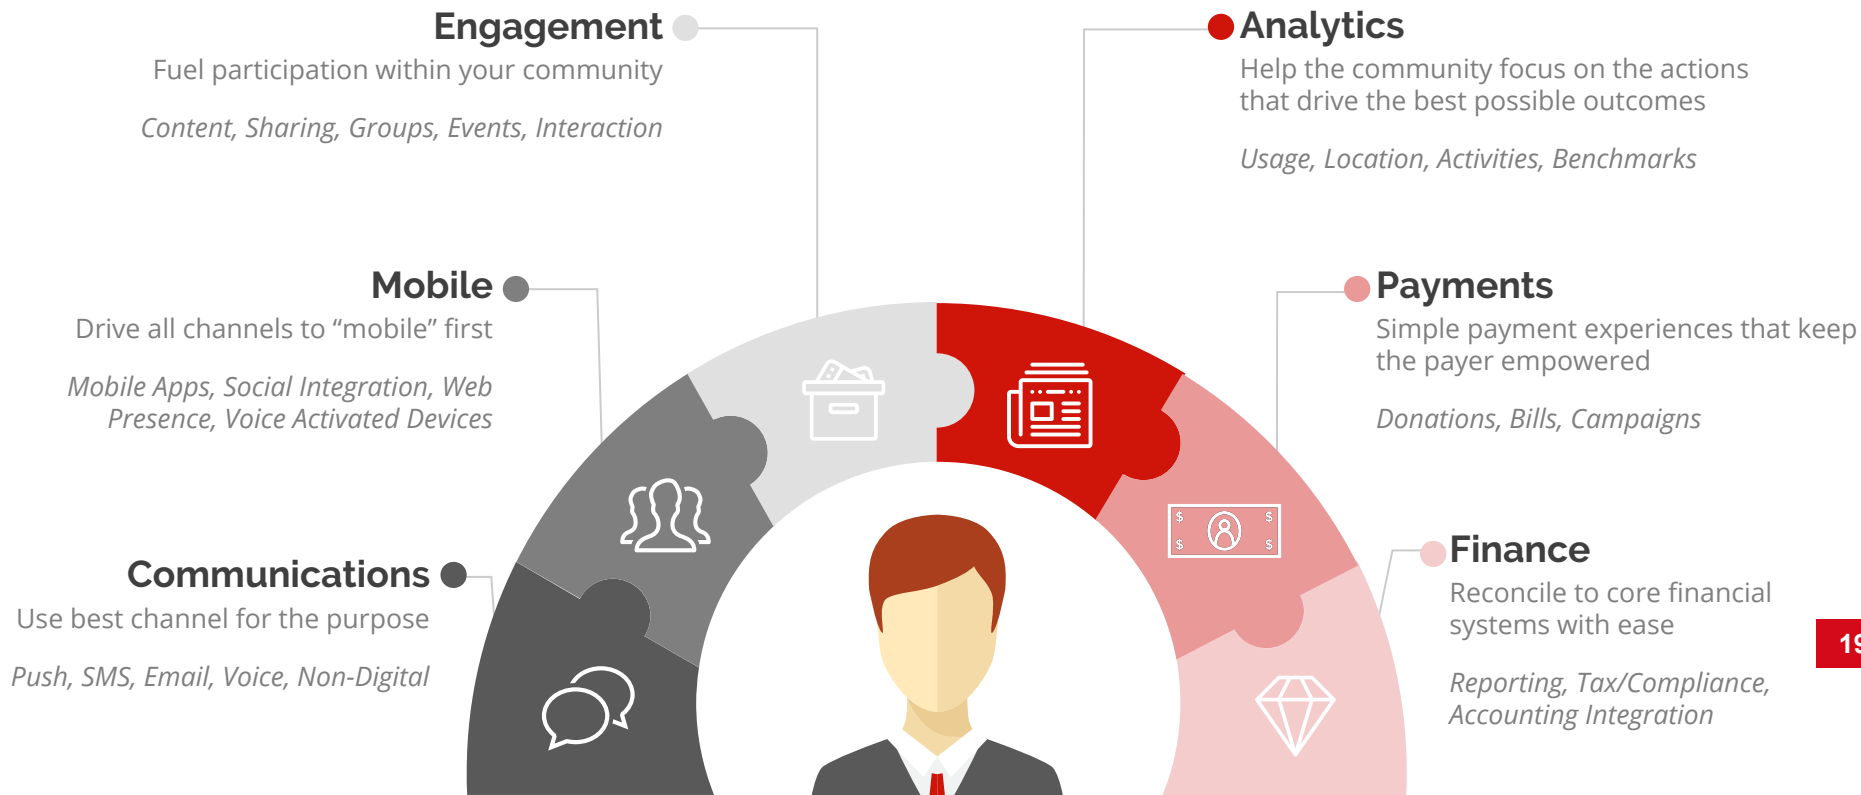 Engagement
Fuel participation within your community
Content, Sharing, Groups, Events, Interaction
Analytics
Help the community focus on the actions
that drive the best possible outcomes
Usage, Location, Activities, Benchmarks
Mobile
Drive all channels to “mobile” first
Mobile Apps, Social Integration, Web
Presence, Voice Activated Devices
Payments
Simple payment experiences that keep
the payer empowered
Donations, Bills, Campaigns
Communications
Use best channel for the purpose
Push, SMS, Email, Voice, Non-Digital
Finance
Reconcile to core financial
systems with ease
Reporting, Tax/Compliance,
Accounting Integration
$ $
$ $